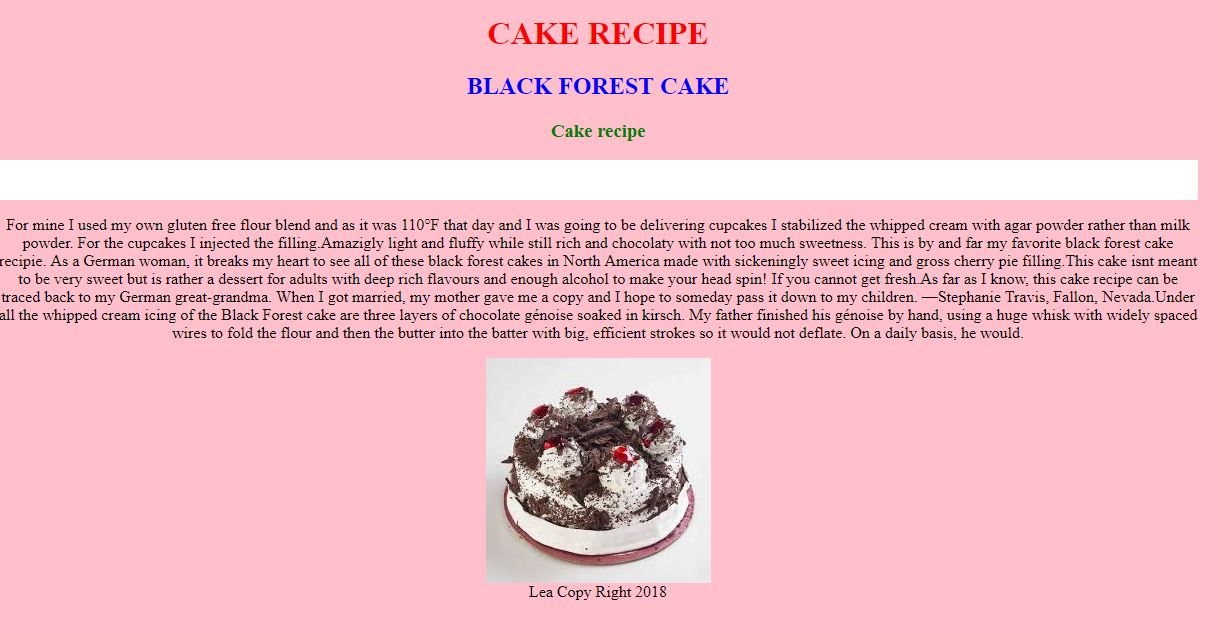 CAKE RECIPE
BLACK FOREST CAKE
Cake recipe
For mine I used my own gluten free flour blend and as it was 110°F that day and I was going to be delivering cupcakes I stabilized the whipped cream with agar powder rather than milk
powder. For the cupcakes I injected the filling.Amazigly light and fluffy while still rich and chocolaty with not too much sweetness. This is by and far my favorite black forest cake
recipie. As a German woman, it breaks my heart to see all of these black forest cakes in North America made with sickeningly sweet icing and gross cherry pie filling.This cake isnt meant
to be very sweet but is rather a dessert for adults with deep rich flavours and enough alcohol to make your head spin! If you cannot get fresh.As far as I know, this cake recipe can be
traced back to my German great-grandma. When I got married, my mother gave me a copy and I hope to someday pass it down to my children. —Stephanie Travis, Fallon, Nevada.Under
all the whipped cream icing of the Black Forest cake are three layers of chocolate génoise soaked in kirsch. My father finished his génoise by hand, using a huge whisk with widely spaced
wires to fold the flour and then the butter into the batter with big, efficient strokes so it would not deflate. On a daily basis, he would.
Lea Copy Right 2018